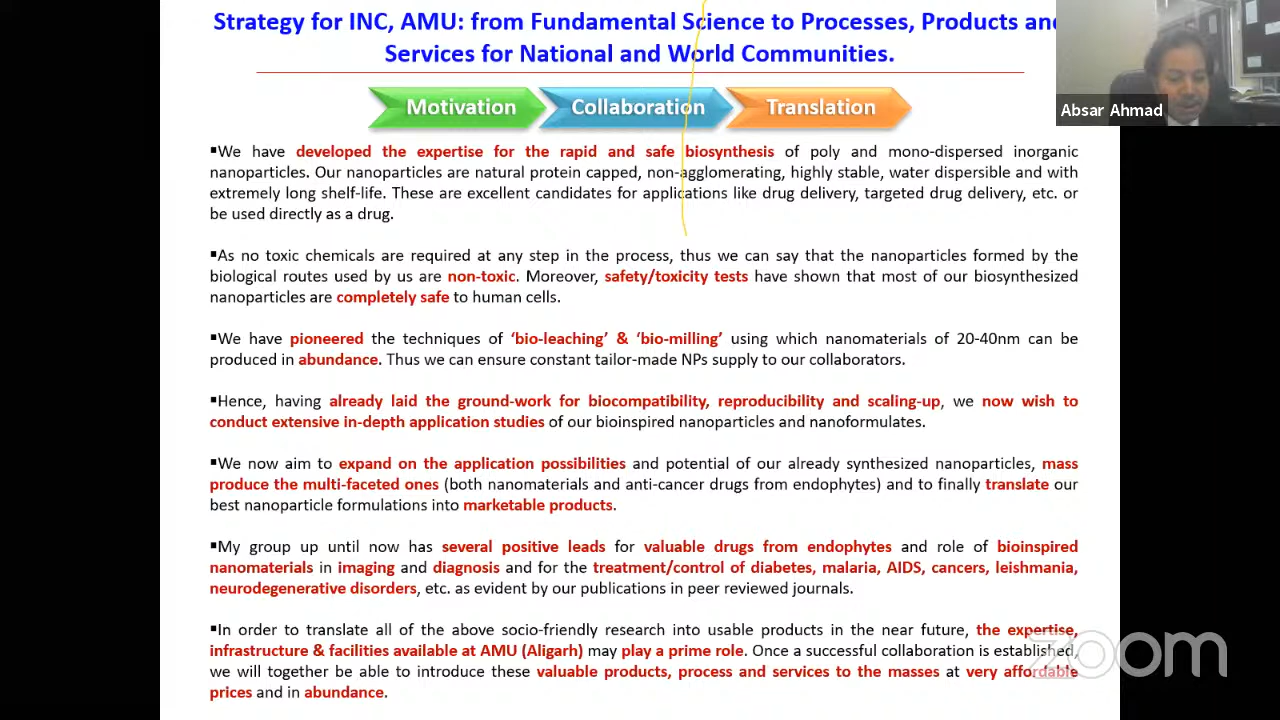 Strategy for INC, AMU: from Fundamental Science to Processes, Products and
Services for National and World Communities.
Motivation
Collaboration
Translation
Absar Ahmad
▪We have developed the expertise for the rapid and safe biosynthesis of poly and mono-dispersed inorganic
nanoparticles. Our nanoparticles are natural protein capped, non-agglomerating, highly stable, water dispersible and with
extremely long shelf-life. These are excellent candidates for applications like drug delivery, targeted drug delivery, etc. or
be used directly as a drug.
▪As no toxic chemicals are required at any step in the process, thus we can say that the nanoparticles formed by the
biological routes used by us are non-toxic. Moreover, safety/toxicity tests have shown that most of our biosynthesized
nanoparticles are completely safe to human cells.
▪We have pioneered the techniques of ‘bio-leaching’ & ‘bio-milling’ using which nanomaterials of 20-40nm can be
produced in abundance. Thus we can ensure constant tailor-made NPs supply to our collaborators.
▪Hence, having already laid the ground-work for biocompatibility, reproducibility and scaling-up, we now wish to
conduct extensive in-depth application studies of our bioinspired nanoparticles and nanoformulates.
▪We now aim to expand on the application possibilities and potential of our already synthesized nanoparticles, mass
produce the multi-faceted ones (both nanomaterials and anti-cancer drugs from endophytes) and to finally translate our
best nanoparticle formulations into marketable products.
▪My group up until now has several positive leads for valuable drugs from endophytes and role of bioinspired
nanomaterials in imaging and diagnosis and for the treatment/control of diabetes, malaria, AIDS, cancers, leishmania,
neurodegenerative disorders, etc. as evident by our publications in peer reviewed journals.
▪In order to translate all of the above socio-friendly research into usable products in the near future, the expertise,
infrastructure & facilities available at AMU (Aligarh) may play a prime role. Once a successful collaboration is established,
we will together be able to introduce these valuable products, process and services to the masses at very affordable
prices and in abundance.
zoom